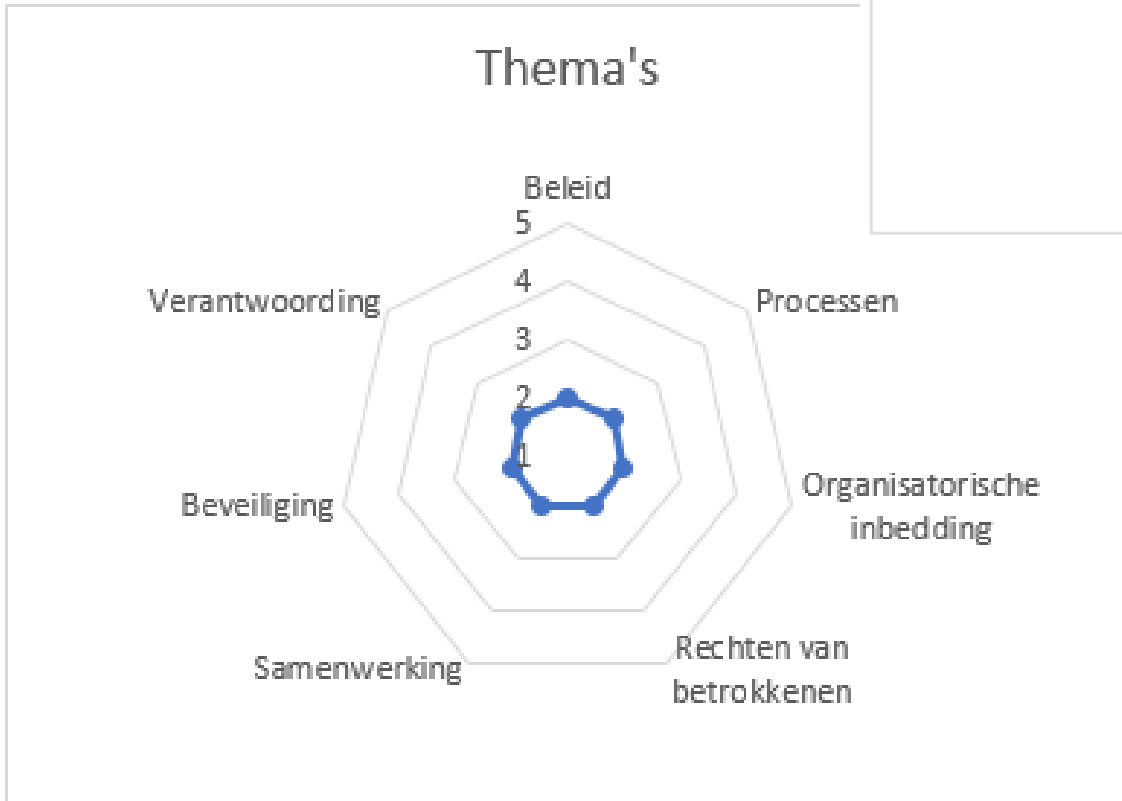 Thema's
Beleid
5
4
3
2
1
Verantwoording
Processen
Beveiliging
Organisatorische
inbedding
Samenwerking
Rechten van
betrokkenen